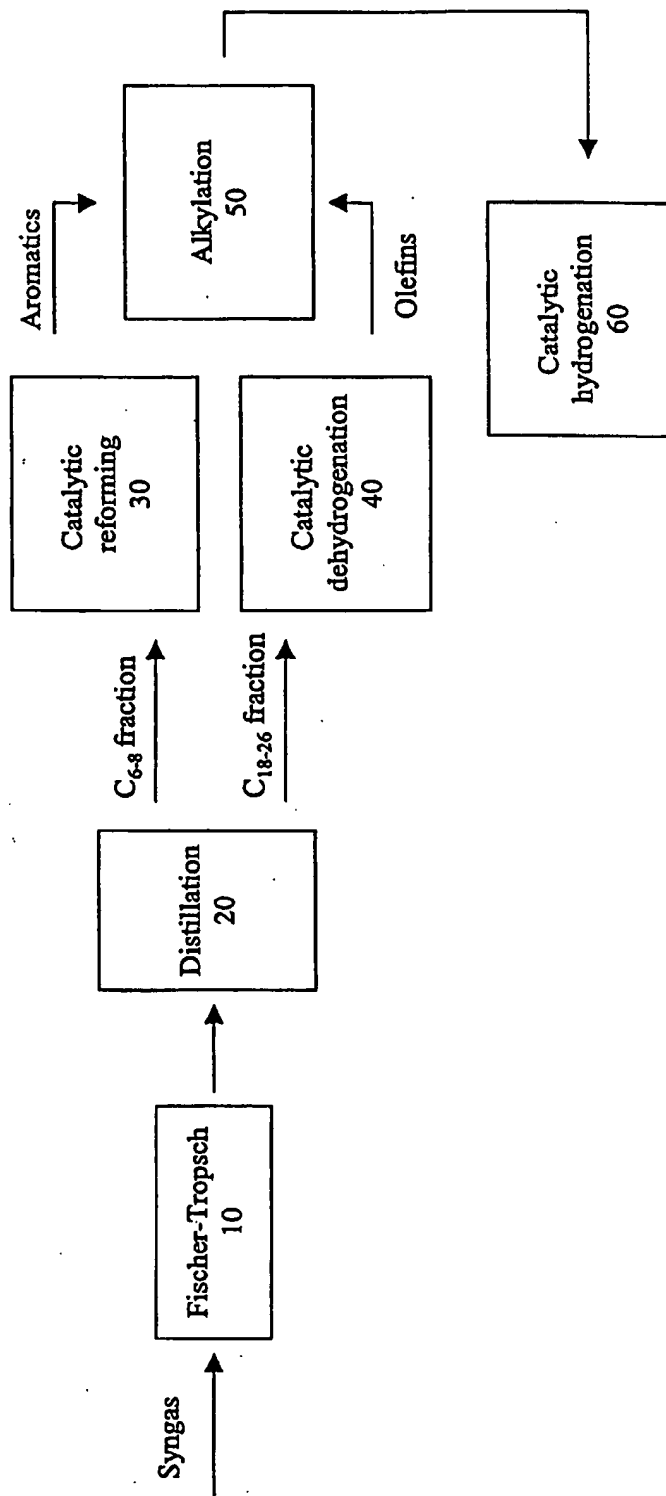 Syngas
Fischer-Tropsch
10
Distillation
20
C6-8 fraction
C18-26 fraction
Catalytic
reforming
30
Catalytic
dehydrogenation
40
Aromatics
Olefins
Alkylation
50
Catalytic
hydrogenation
60